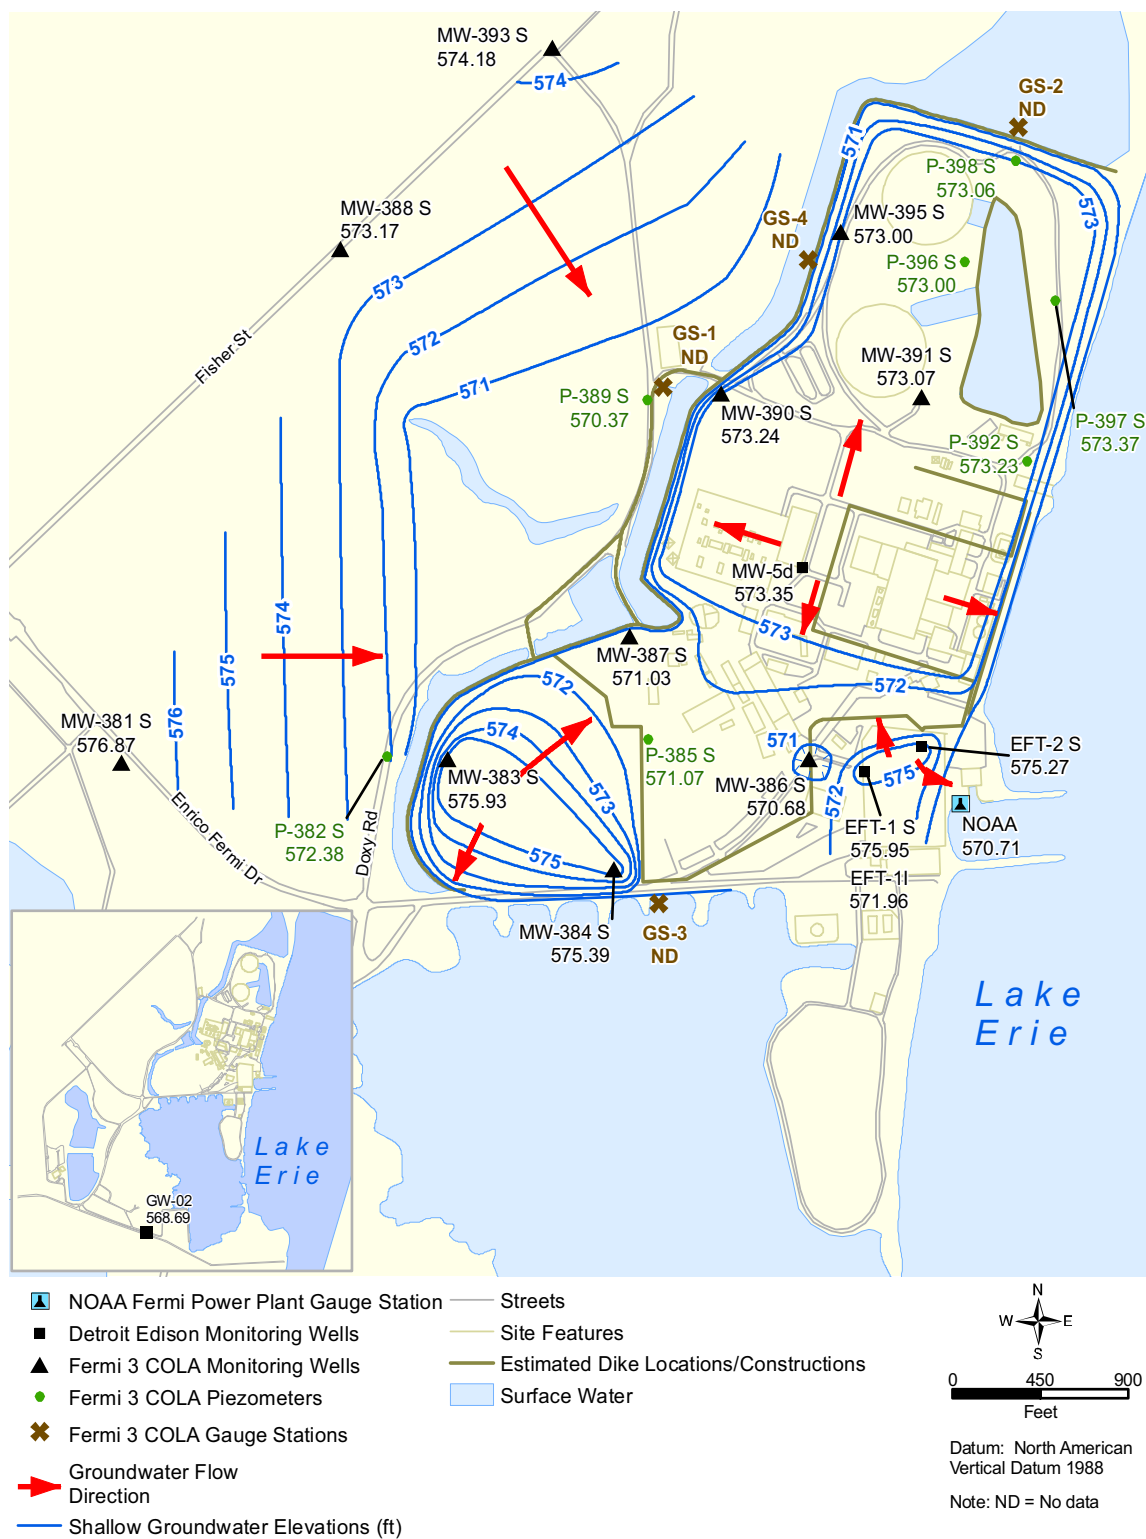 MW-393 S
574.18
574
GS-2
ND
571
P-398 S
573.06
MW-388 S
573.17
GS-4
ND
MW-395 S
573.00
573
P-396 S
573.00
573
572
GS-1
ND
MW-391 S
573.07
Fisher St
571
P-389 S
570.37
MW-390 S
573.24
P-397 S
573.37
P-392 S
573.23
574
MW-5d
573.35
573
MW-387 S
571.03
575
572
572
576
MW-381 S
576.87
574
571
P-385 S
571.07
EFT-2 S
575.27
MW-383 S
575.93
MW-386 S
570.68
575
573
572
Enrico Fermi Dr
P-382 S
572.38
Doxy Rd
EFT-1 S
575.95
NOAA
570.71
575
EFT-1I
571.96
MW-384 S
575.39
GS-3
ND
Lake
Erie
Lake
Erie
GW-02
568.69
NOAA Fermi Power Plant Gauge Station
Detroit Edison Monitoring Wells
Fermi 3 COLA Monitoring Wells
Fermi 3 COLA Piezometers
Fermi 3 COLA Gauge Stations
Groundwater Flow
Direction
Shallow Groundwater Elevations (ft)
Streets
Site Features
Estimated Dike Locations/Constructions
Surface Water
N
W E
S
0 450 900
Feet
Datum: North American
Vertical Datum 1988
Note: ND = No data